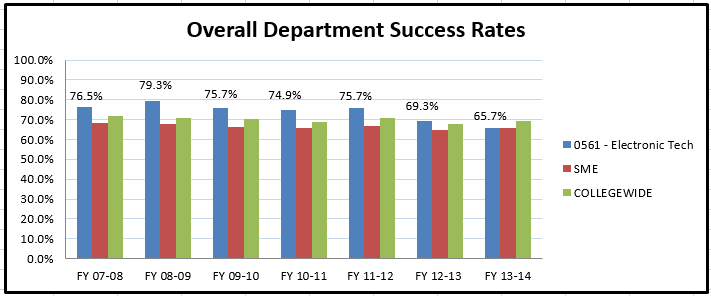 Overall Department Success Rates
100.0%
90.0%
80.0%
70.0%
60.0%
50.0%
40.0%
30.0%
20.0%
10.0%
0.0%
76.5%
79.3%
75.7%
74.9%
75.7%
69.3%
65.7%
FY 07-08
FY 08-09
FY 09-10
FY 10-11
FY 11-12
FY 12-13
FY 13-14
0561 - Electronic Tech
SME
COLLEGEWIDE